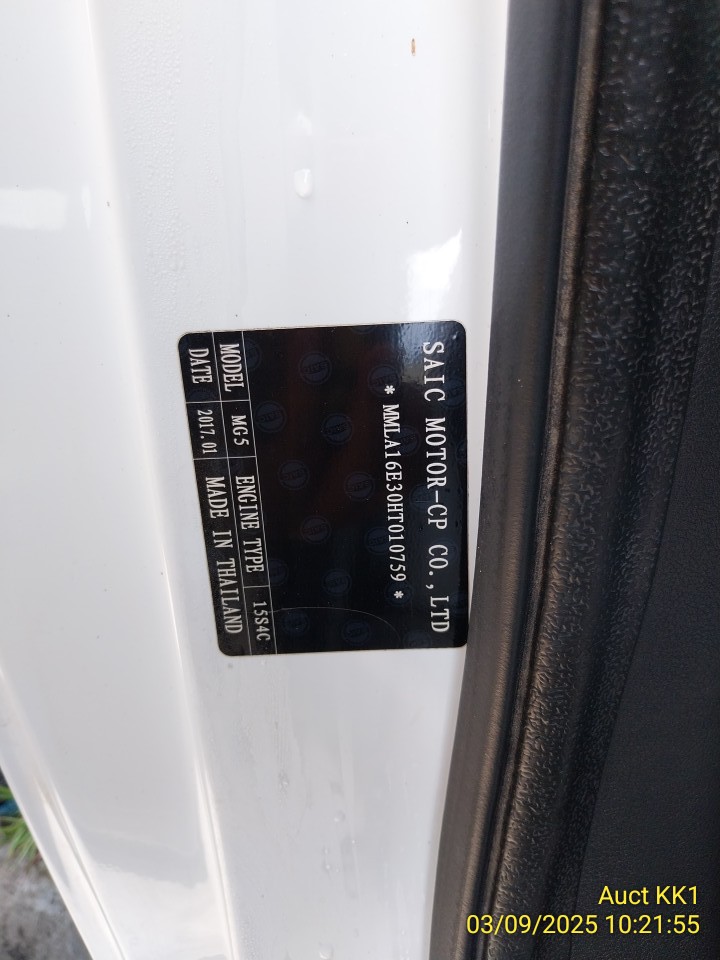 SAIC MOTOR-CP CO.,LTD
* MMLA16E30HT010759 *
MODEL MG5 ENGINE TYPE 15S4C
DATE 2017.01 MADE IN THAILAND
Auct KK1
03/09/2025 10:21:55